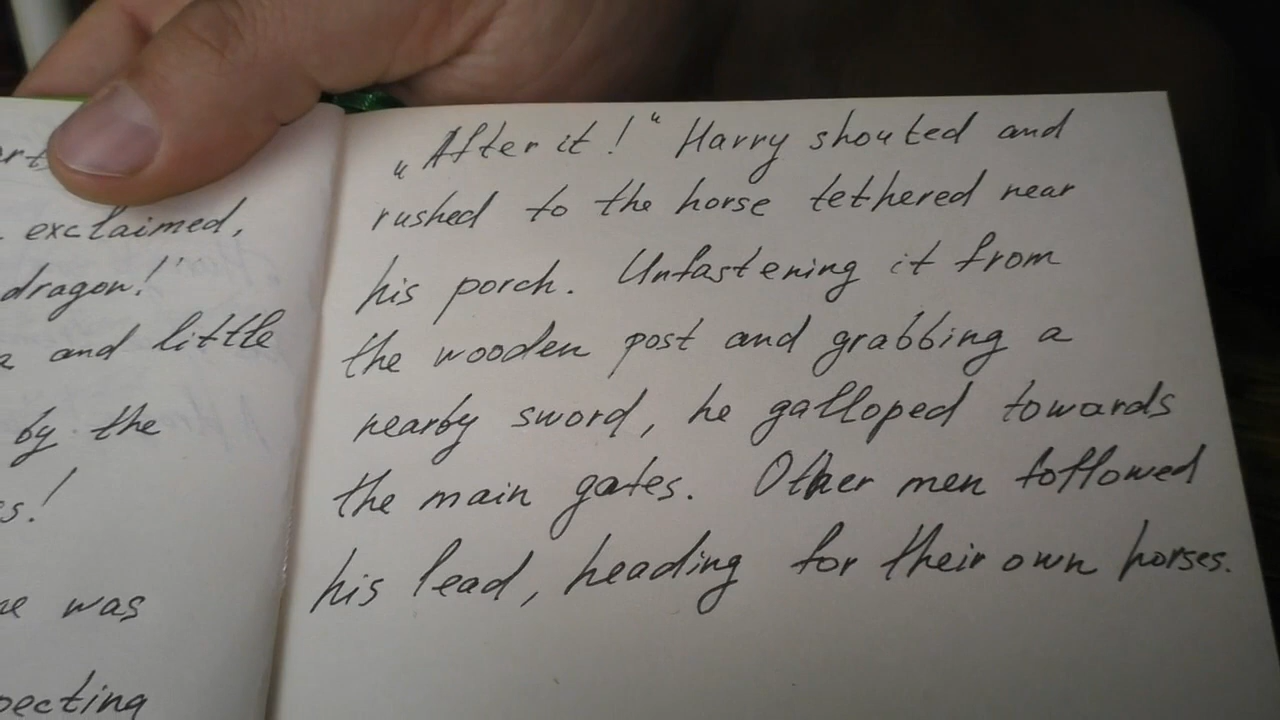 exclaimed,
dragon!"
and little
by the
was
„After it!“ Harry shouted and
rushed to the horse tethered near
his porch. Unfastening it from
the wooden post and grabbing a
nearby sword, he galloped towards
the main gates. Other men followed
his lead, heading for their own horses.